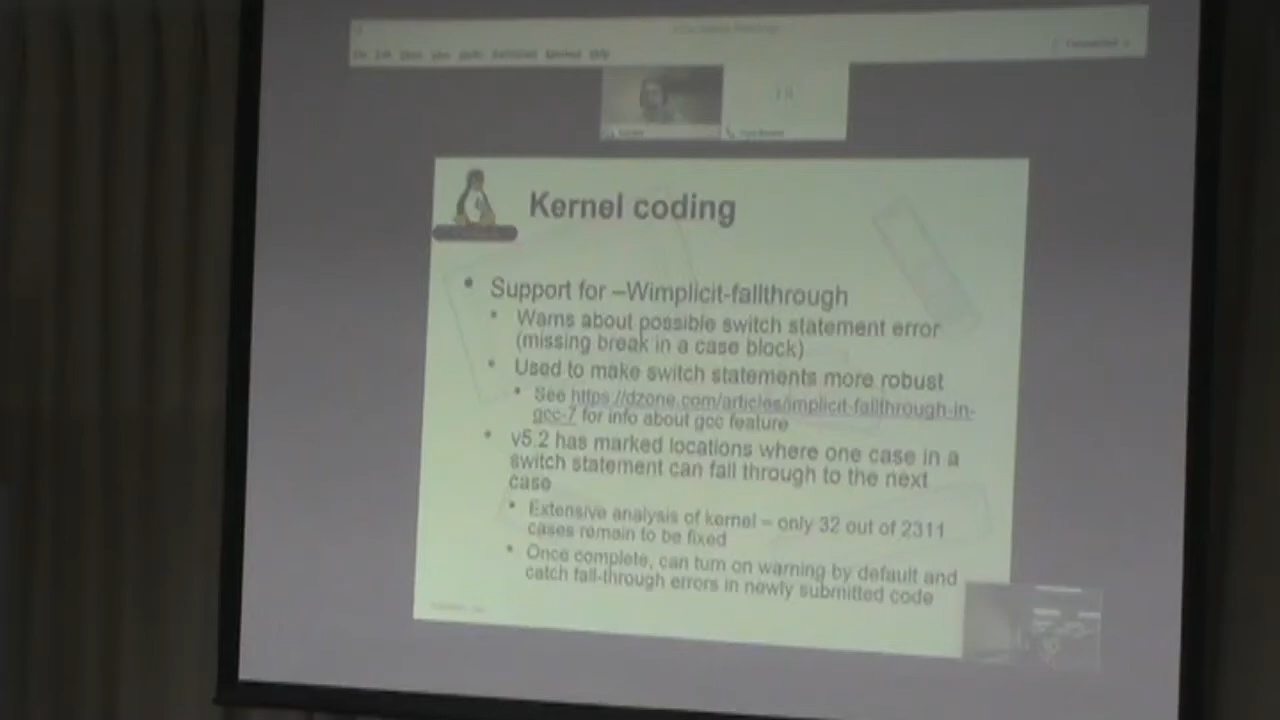 Help
Kernel coding
• Support for –Wimplicit-fallthrough
• Warns about possible switch statement error
(missing break in a case block)
• Used to make switch statements more robust
• See https://dzone.com/articles/implicit-fallthrough-in-
gcc-7 for info about gcc feature
• v5.2 has marked locations where one case in a
switch statement can fall through to the next
case
• Extensive analysis of kernel – only 32 out of 2311
cases remain to be fixed
• Once complete, can turn on warning by default and
catch fall-through errors in newly submitted code